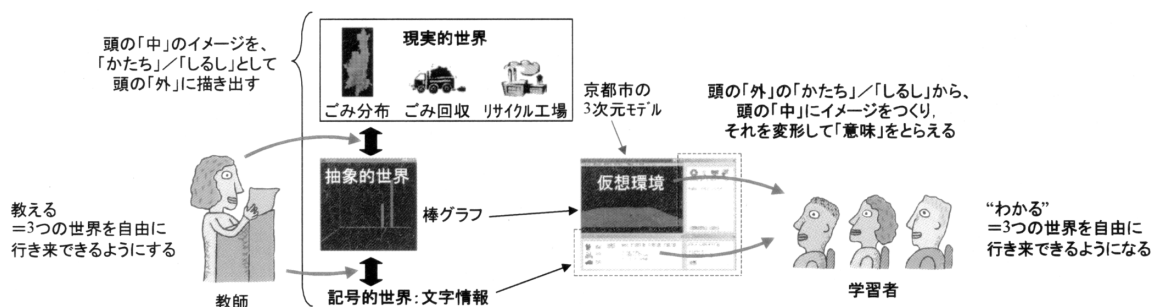 頭の「中」のイメージを、
「かたち」／「しるし」として
頭の「外」に描き出す
現実的世界
ごみ分布
ごみ回収
リサイクル工場
抽象的世界
棒グラフ
記号的世界：文字情報
教える
＝3つの世界を自由に
行き来できるようにする
教師
京都市の
3次元モデル
仮想環境
頭の「外」の「かたち」／「しるし」から、
頭の「中」にイメージをつくり,
それを変形して「意味」をとらえる
“わかる”
＝3つの世界を自由に
行き来できるようになる
学習者